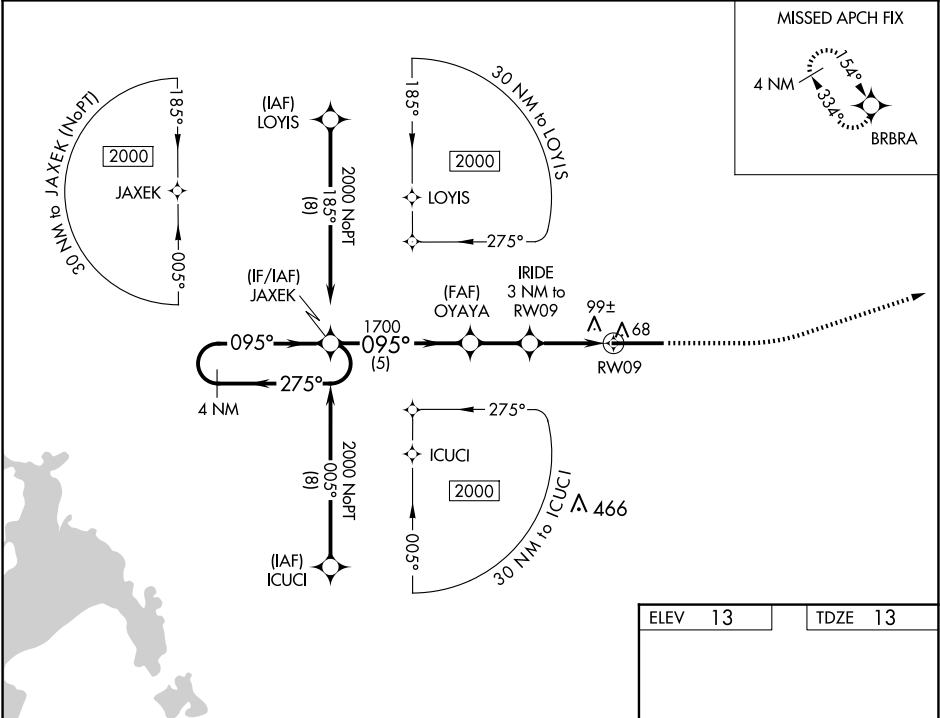 MISSED APCH FIX
4 NM
154°
334°
BRBRA
30 NM to JAXEK (NoPT)
185°
2000
JAXEK
005°
(IAF)
LOYIS
2000 NoPT
185°
(8)
30 NM to LOYIS
185°
2000
LOYIS
275°
(IF/IAF)
JAXEK
095°
275°
4 NM
1700
095°
(5)
(FAF)
OYAYA
IRIDE
3 NM to
RW09
99±
68
RW09
2000 NoPT
005°
(8)
(IAF)
ICUCI
275°
ICUCI
2000
005°
30 NM to ICUCI
466
ELEV 13
TDZE 13